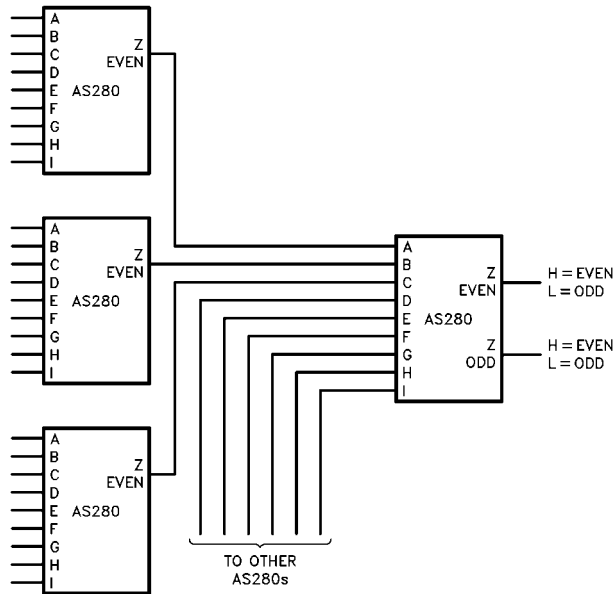 A
B
C
D
E
F
G
H
I
Z
EVEN
AS280
A
B
C
D
E
F
G
H
I
Z
EVEN
AS280
A
B
C
D
E
F
G
H
I
Z
EVEN
AS280
A
B
C
D
E
F
G
H
I
Z
EVEN
AS280
Z
ODD
H = EVEN
L = ODD
H = EVEN
L = ODD
TO OTHER
AS280s